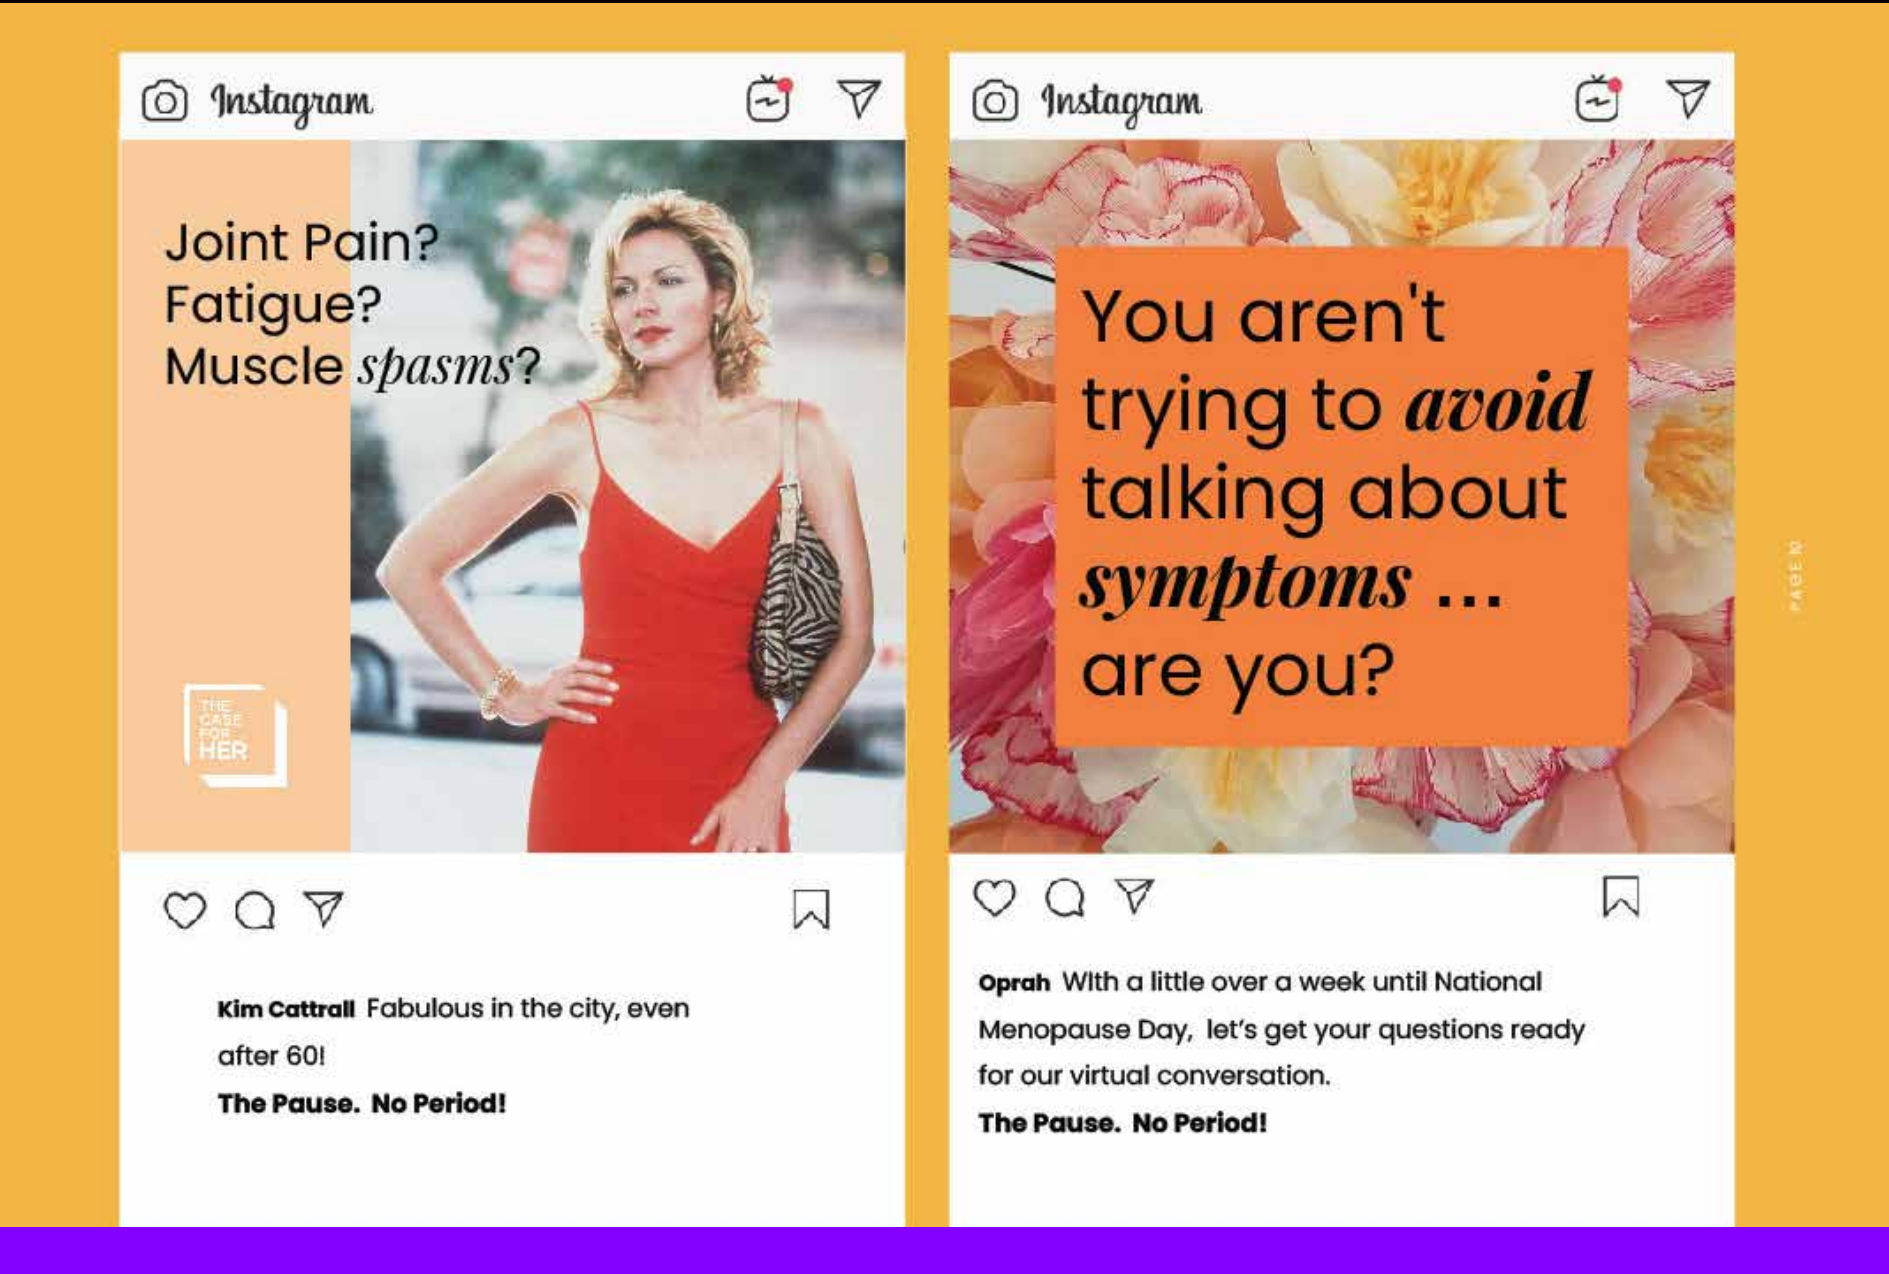 Instagram
Joint Pain?
Fatigue?
Muscle spasms?
THE
CASE
FOR
HER
Kim Cattrall Fabulous in the city, even
after 60!
The Pause. No Period!
Instagram
You aren't
trying to avoid
talking about
symptoms ...
are you?
Oprah WIth a little over a week until National
Menopause Day, let's get your questions ready
for our virtual conversation.
The Pause. No Period!
PAGE 10